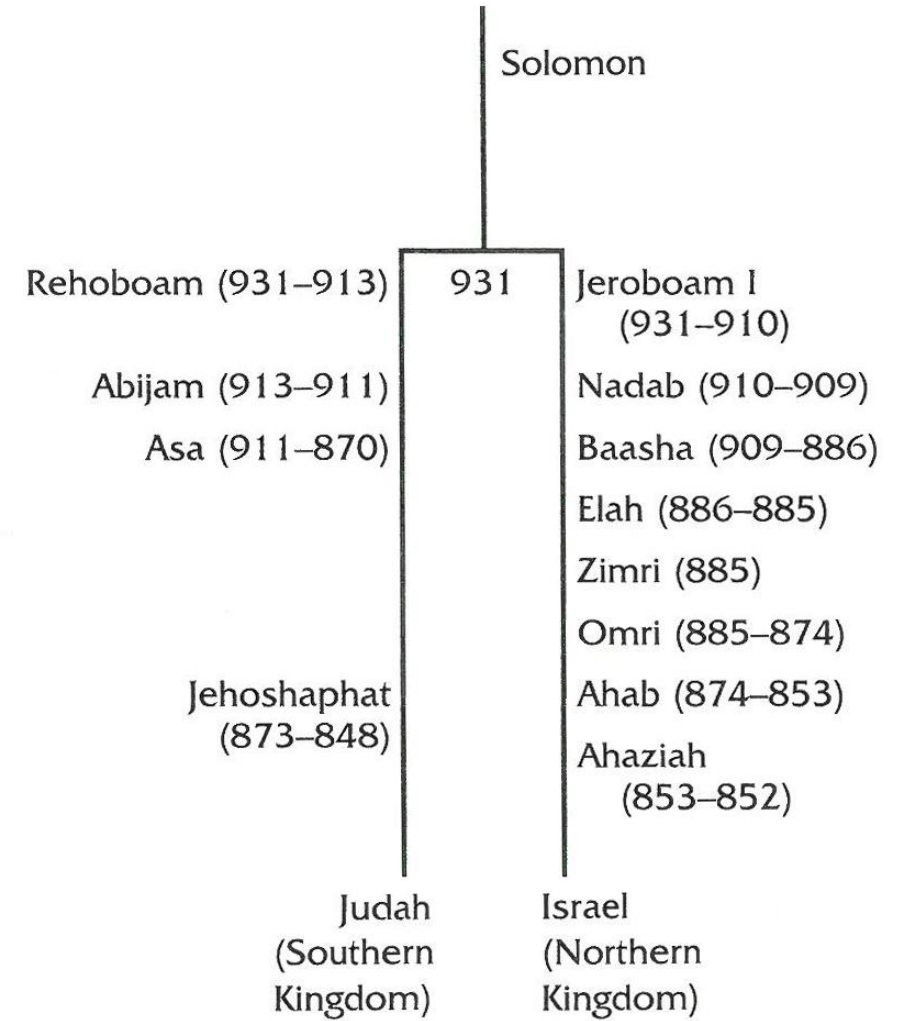 Solomon
Rehoboam (931–913)
931
Jeroboam I
(931–910)
Abijam (913–911)
Nadab (910–909)
Asa (911–870)
Baasha (909–886)
Elah (886–885)
Zimri (885)
Omri (885–874)
Jehoshaphat
(873–848)
Ahab (874–853)
Ahaziah
(853–852)
Judah
(Southern
Kingdom)
Israel
(Northern
Kingdom)